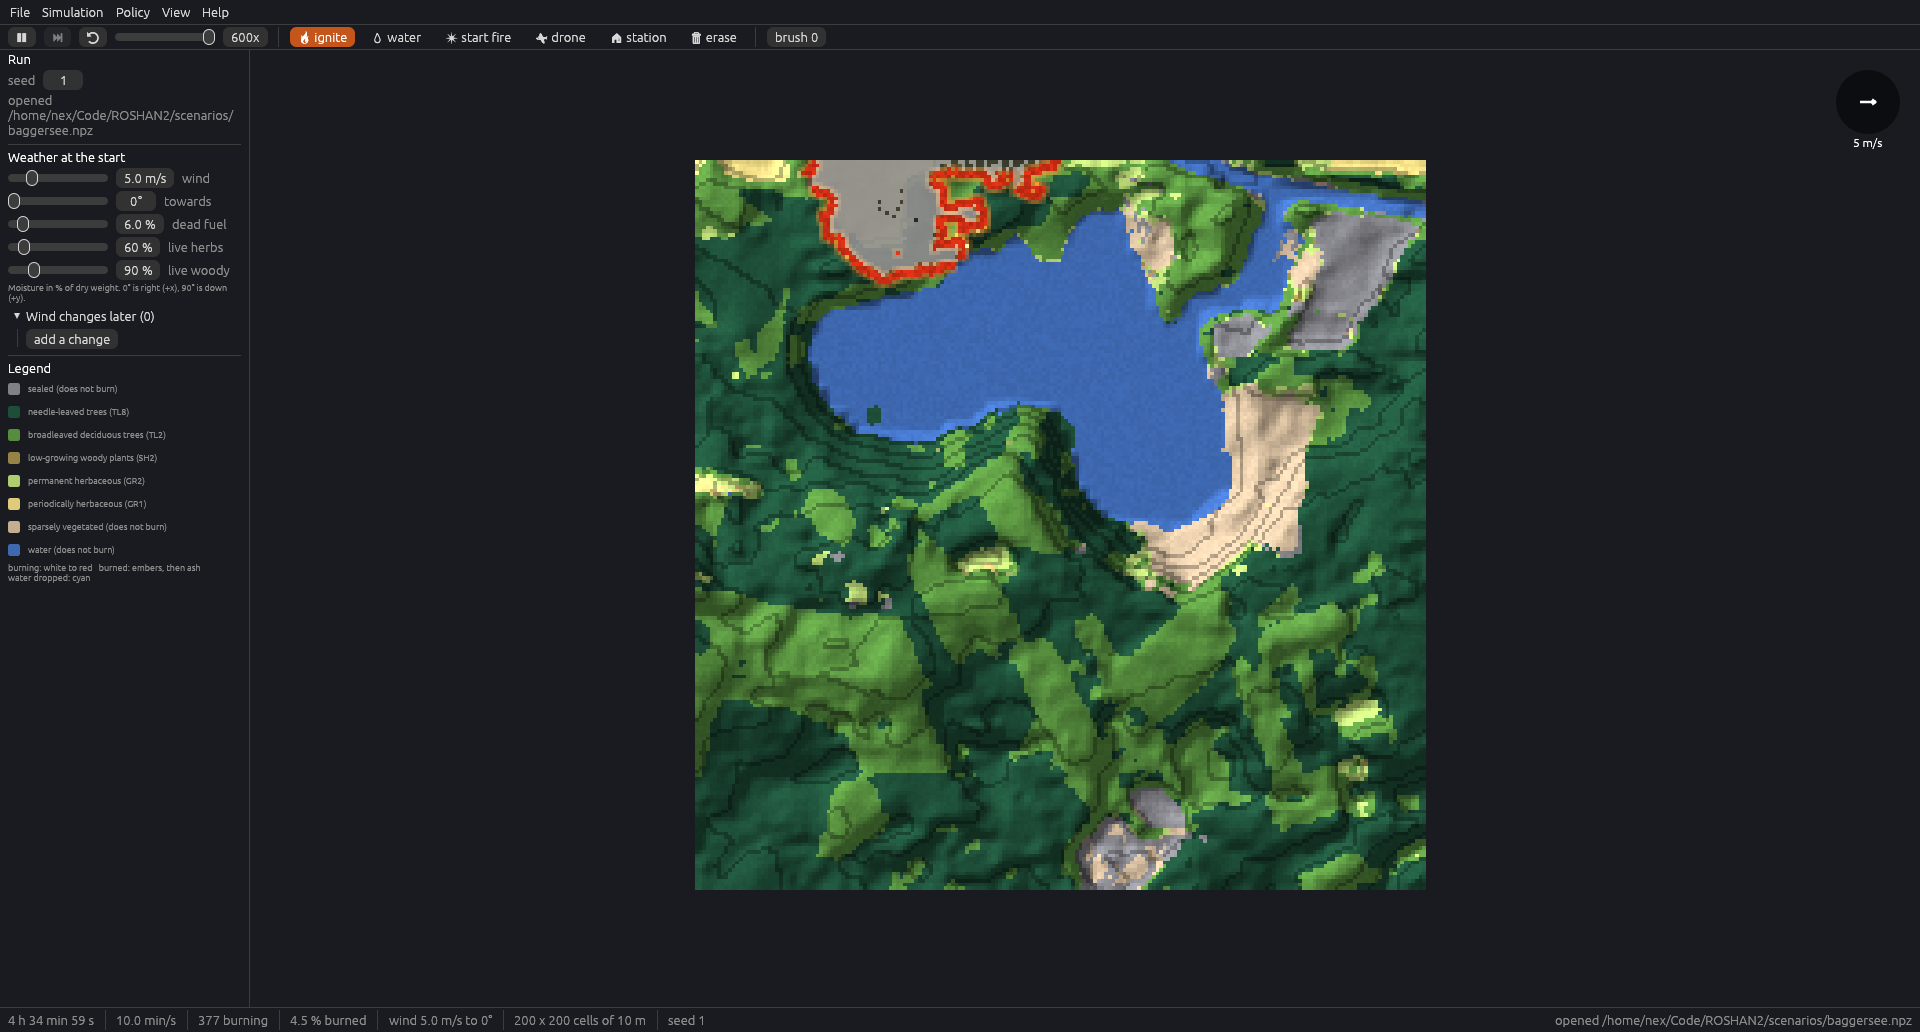 File Simulation Policy View Help
600x ignite water start fire drone station erase brush 0
Run
seed 1
opened
/home/nex/Code/ROSHAN2/scenarios/
baggersee.npz
Weather at the start
5.0 m/s wind
0° towards
6.0 % dead fuel
60 % live herbs
90 % live woody
Moisture in % of dry weight. 0° is right (+x), 90° is down
(+y).
Wind changes later (0)
add a change
Legend
sealed (does not burn)
needle-leaved trees (TL8)
broadleaved deciduous trees (TL2)
low-growing woody plants (SH2)
permanent herbaceous (GR2)
periodically herbaceous (GR1)
sparsely vegetated (does not burn)
water (does not burn)
burning: white to red burned: embers, then ash
water dropped: cyan
5 m/s
4 h 34 min 59 s 10.0 min/s 377 burning 4.5 % burned wind 5.0 m/s to 0° 200 x 200 cells of 10 m seed 1 opened /home/nex/Code/ROSHAN2/scenarios/baggersee.npz